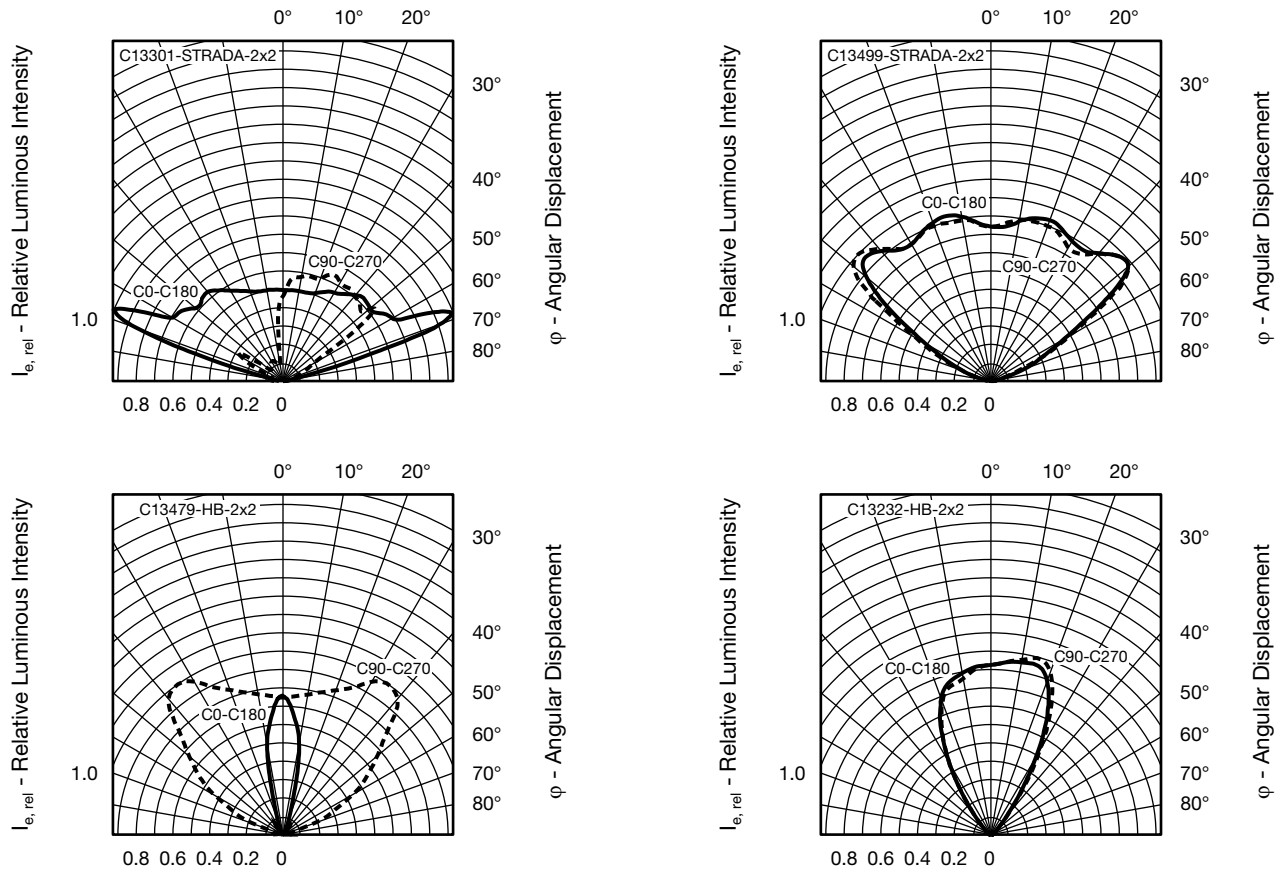 0° 10° 20°
C13301-STRADA-2x2
30°
40°
50°
60°
70°
80°
C90-C270
C0-C180
1.0
0.8 0.6 0.4 0.2 0
Ie, rel - Relative Luminous Intensity
φ - Angular Displacement
0° 10° 20°
C13499-STRADA-2x2
30°
40°
50°
60°
70°
80°
C0-C180
C90-C270
1.0
0.8 0.6 0.4 0.2 0
Ie, rel - Relative Luminous Intensity
φ - Angular Displacement
0° 10° 20°
C13479-HB-2x2
30°
40°
50°
60°
70°
80°
C90-C270
C0-C180
1.0
0.8 0.6 0.4 0.2 0
Ie, rel - Relative Luminous Intensity
φ - Angular Displacement
0° 10° 20°
C13232-HB-2x2
30°
40°
50°
60°
70°
80°
C90-C270
C0-C180
1.0
0.8 0.6 0.4 0.2 0
Ie, rel - Relative Luminous Intensity
φ - Angular Displacement